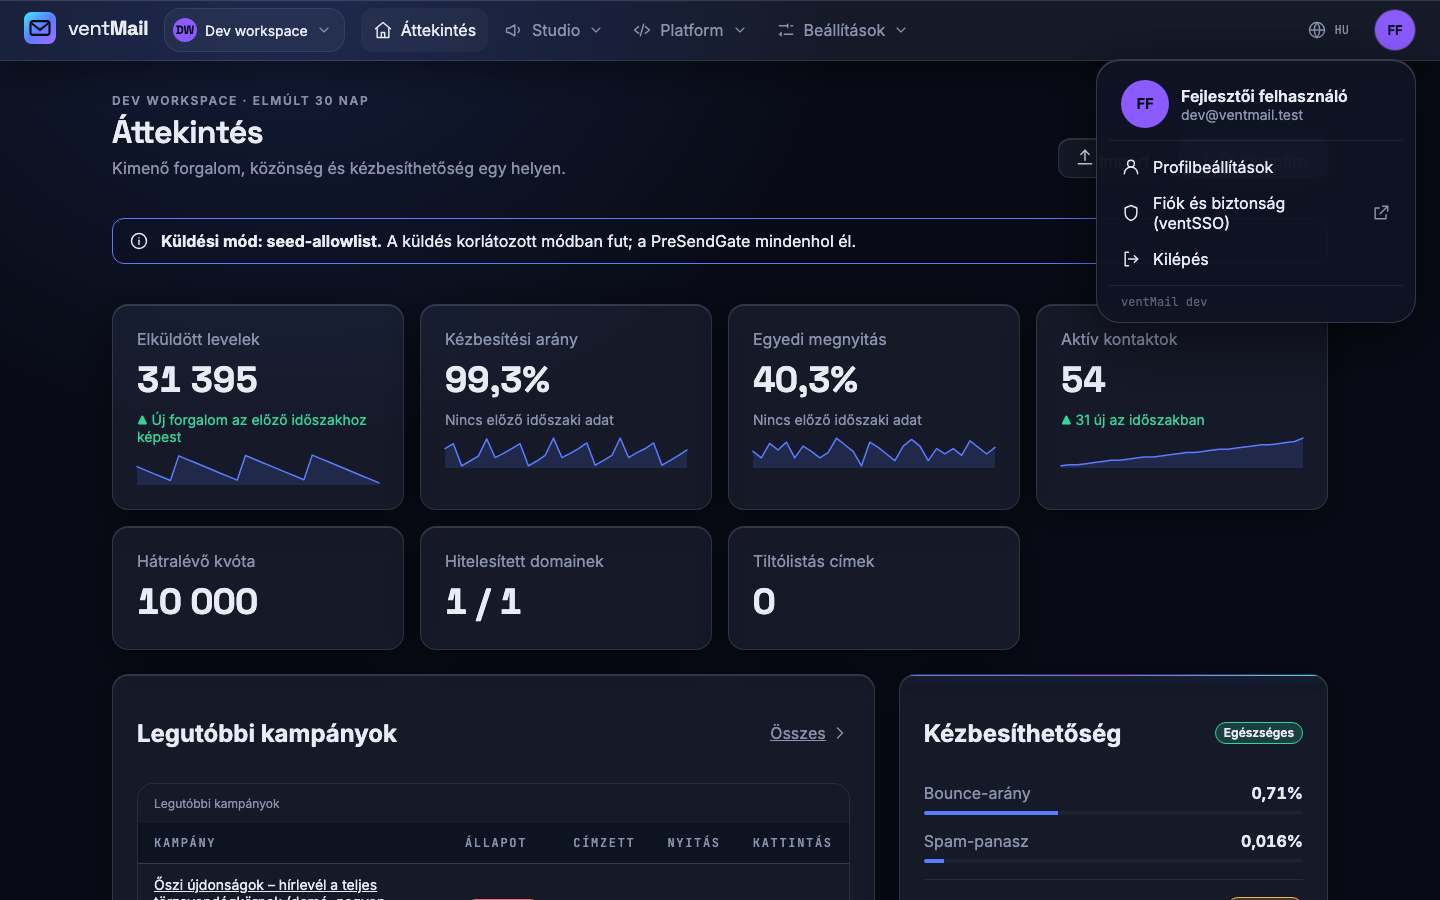 ventMail
DW Dev workspace
Áttekintés
Studio
Platform
Beállítások
HU
FF
FF
Fejlesztői felhasználó
dev@ventmail.test
Profilbeállítások
Fiók és biztonság
(ventSSO)
Kilépés
ventMail dev
DEV WORKSPACE · ELMÚLT 30 NAP
Áttekintés
Kimenő forgalom, közönség és kézbesíthetőség egy helyen.
Küldési mód: seed-allowlist. A küldés korlátozott módban fut; a PreSendGate mindenhol él.
Elküldött levelek
31 395
▲ Új forgalom az előző időszakhoz
képest
Kézbesítési arány
99,3%
Nincs előző időszaki adat
Egyedi megnyitás
40,3%
Nincs előző időszaki adat
Aktív kontaktok
54
▲ 31 új az időszakban
Hátralévő kvóta
10 000
Hitelesített domainek
1 / 1
Tiltólistás címek
0
Legutóbbi kampányok
Összes
Legutóbbi kampányok
KAMPÁNY ÁLLAPOT CÍMZETT NYITÁS KATTINTÁS
Őszi újdonságok – hírlevél a teljes
Kézbesíthetőség
Egészséges
Bounce-arány 0,71%
Spam-panasz 0,016%